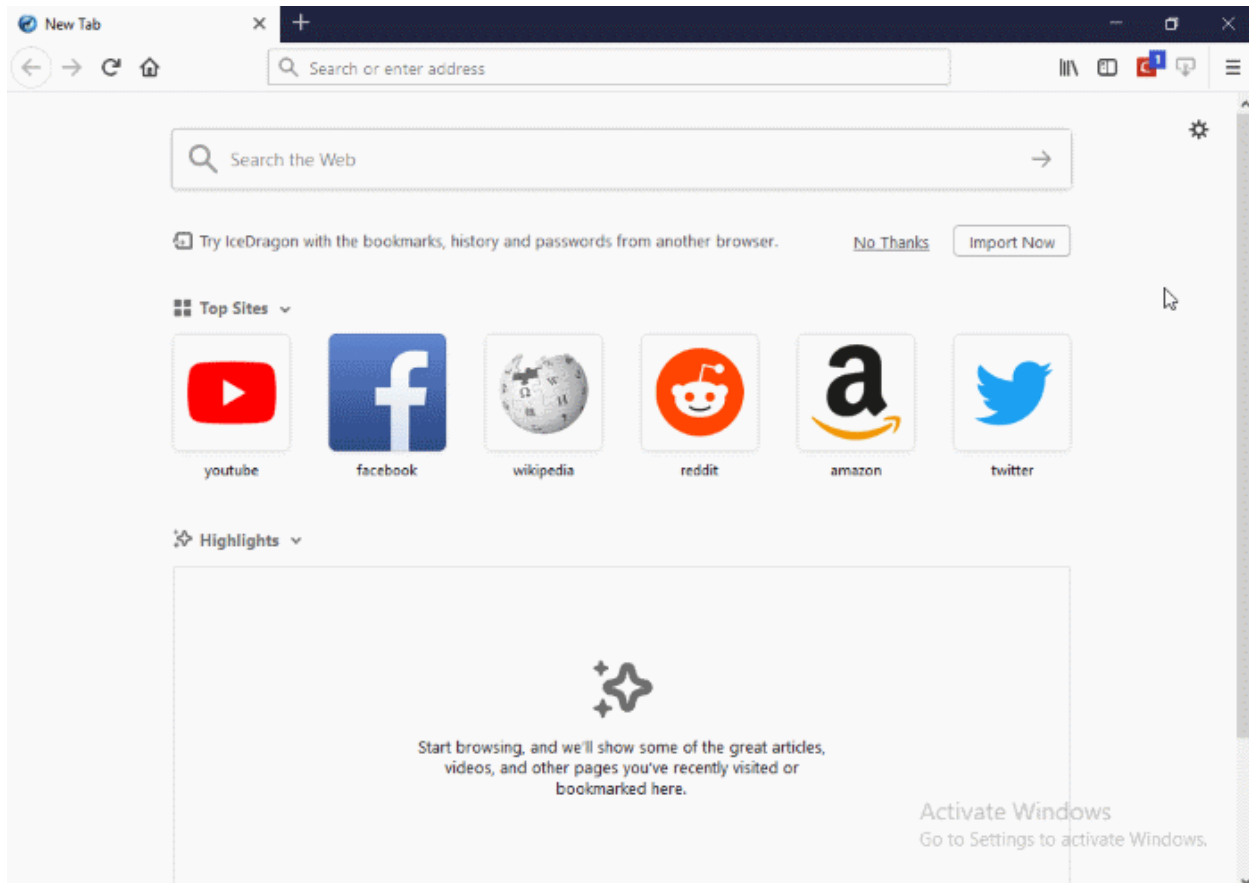 New Tab
Search or enter address
1
Search the Web
Try IceDragon with the bookmarks, history and passwords from another browser.
No Thanks
Import Now
Top Sites
youtube
facebook
wikipedia
reddit
amazon
twitter
Highlights
Start browsing, and we'll show some of the great articles,
videos, and other pages you've recently visited or
bookmarked here.
Activate Windows
Go to Settings to activate Windows.